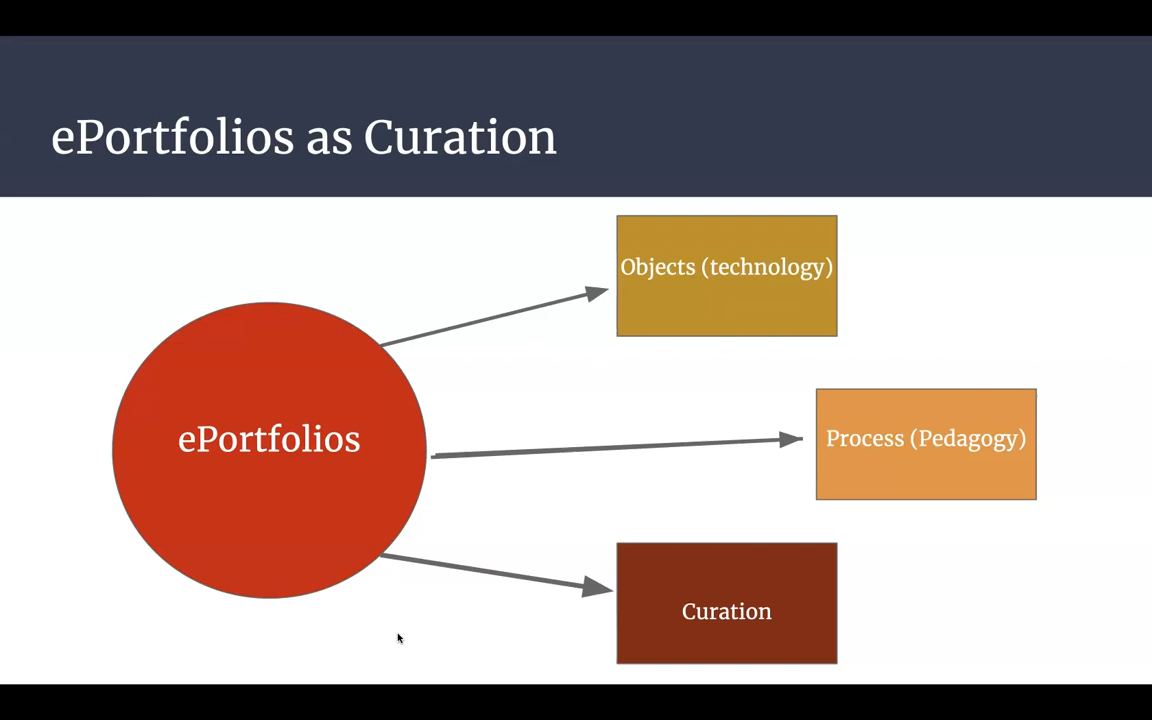 ePortfolios as Curation
Objects (technology)
ePortfolios
Process (Pedagogy)
Curation